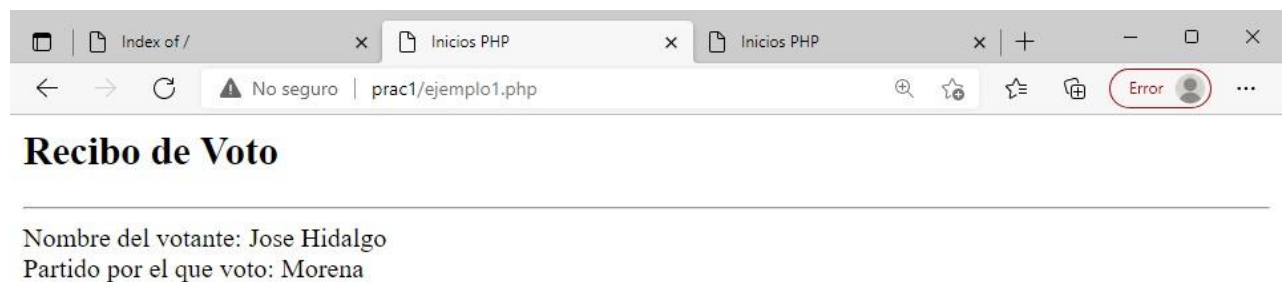 Index of /
Inicios PHP
Inicios PHP
No seguro | prac1/ejemplo1.php
Error
Recibo de Voto
Nombre del votante: Jose Hidalgo
Partido por el que voto: Morena